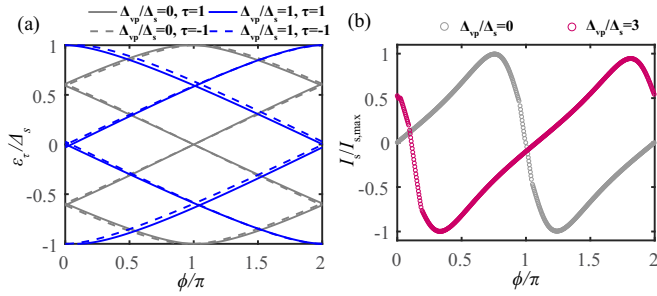 (a)
Δvp/Δs=0, τ=1
Δvp/Δs=1, τ=1
Δvp/Δs=0, τ=-1
Δvp/Δs=1, τ=-1
1
0.5
0
-0.5
-1
ετ/Δs
0
0.5
1
1.5
2
ϕ/π
(b)
Δvp/Δs=0
Δvp/Δs=3
1
0.5
0
-0.5
-1
Is/Is,max
0
0.5
1
1.5
2
ϕ/π